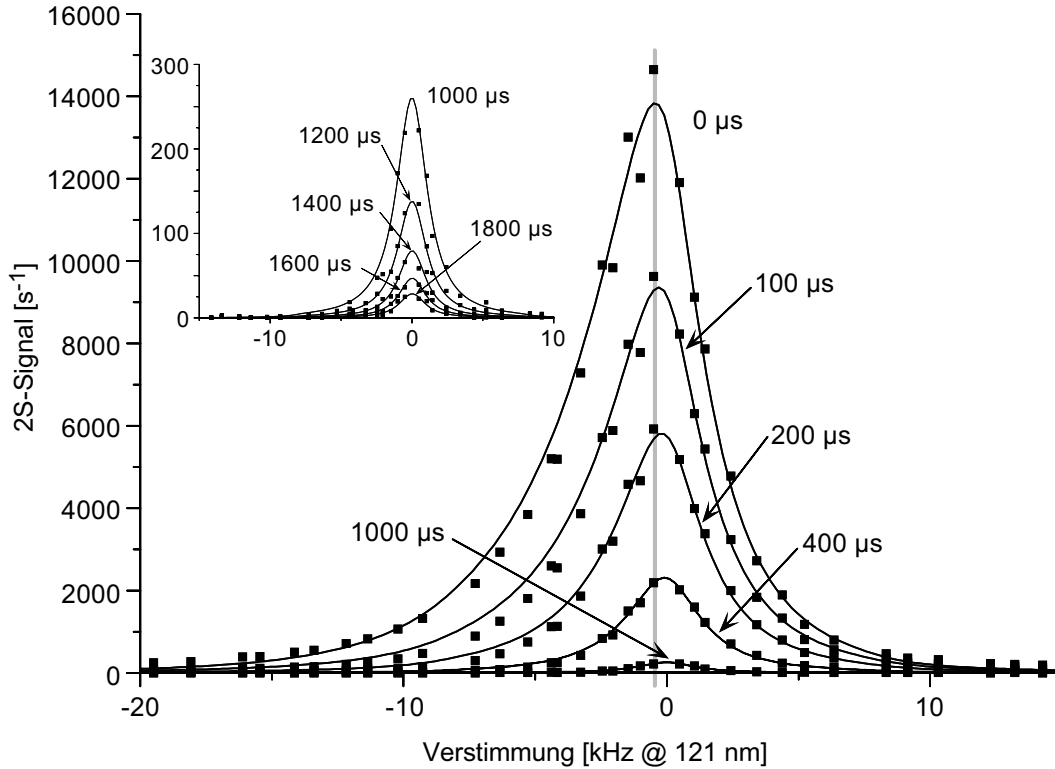 16000
14000
12000
10000
8000
6000
4000
2000
0
2S-Signal [s⁻¹]
-20
-10
0
10
Verstimmung [kHz @ 121 nm]
0 µs
100 µs
200 µs
400 µs
1000 µs
300
200
100
0
-10
0
10
1000 µs
1200 µs
1400 µs
1800 µs
1600 µs